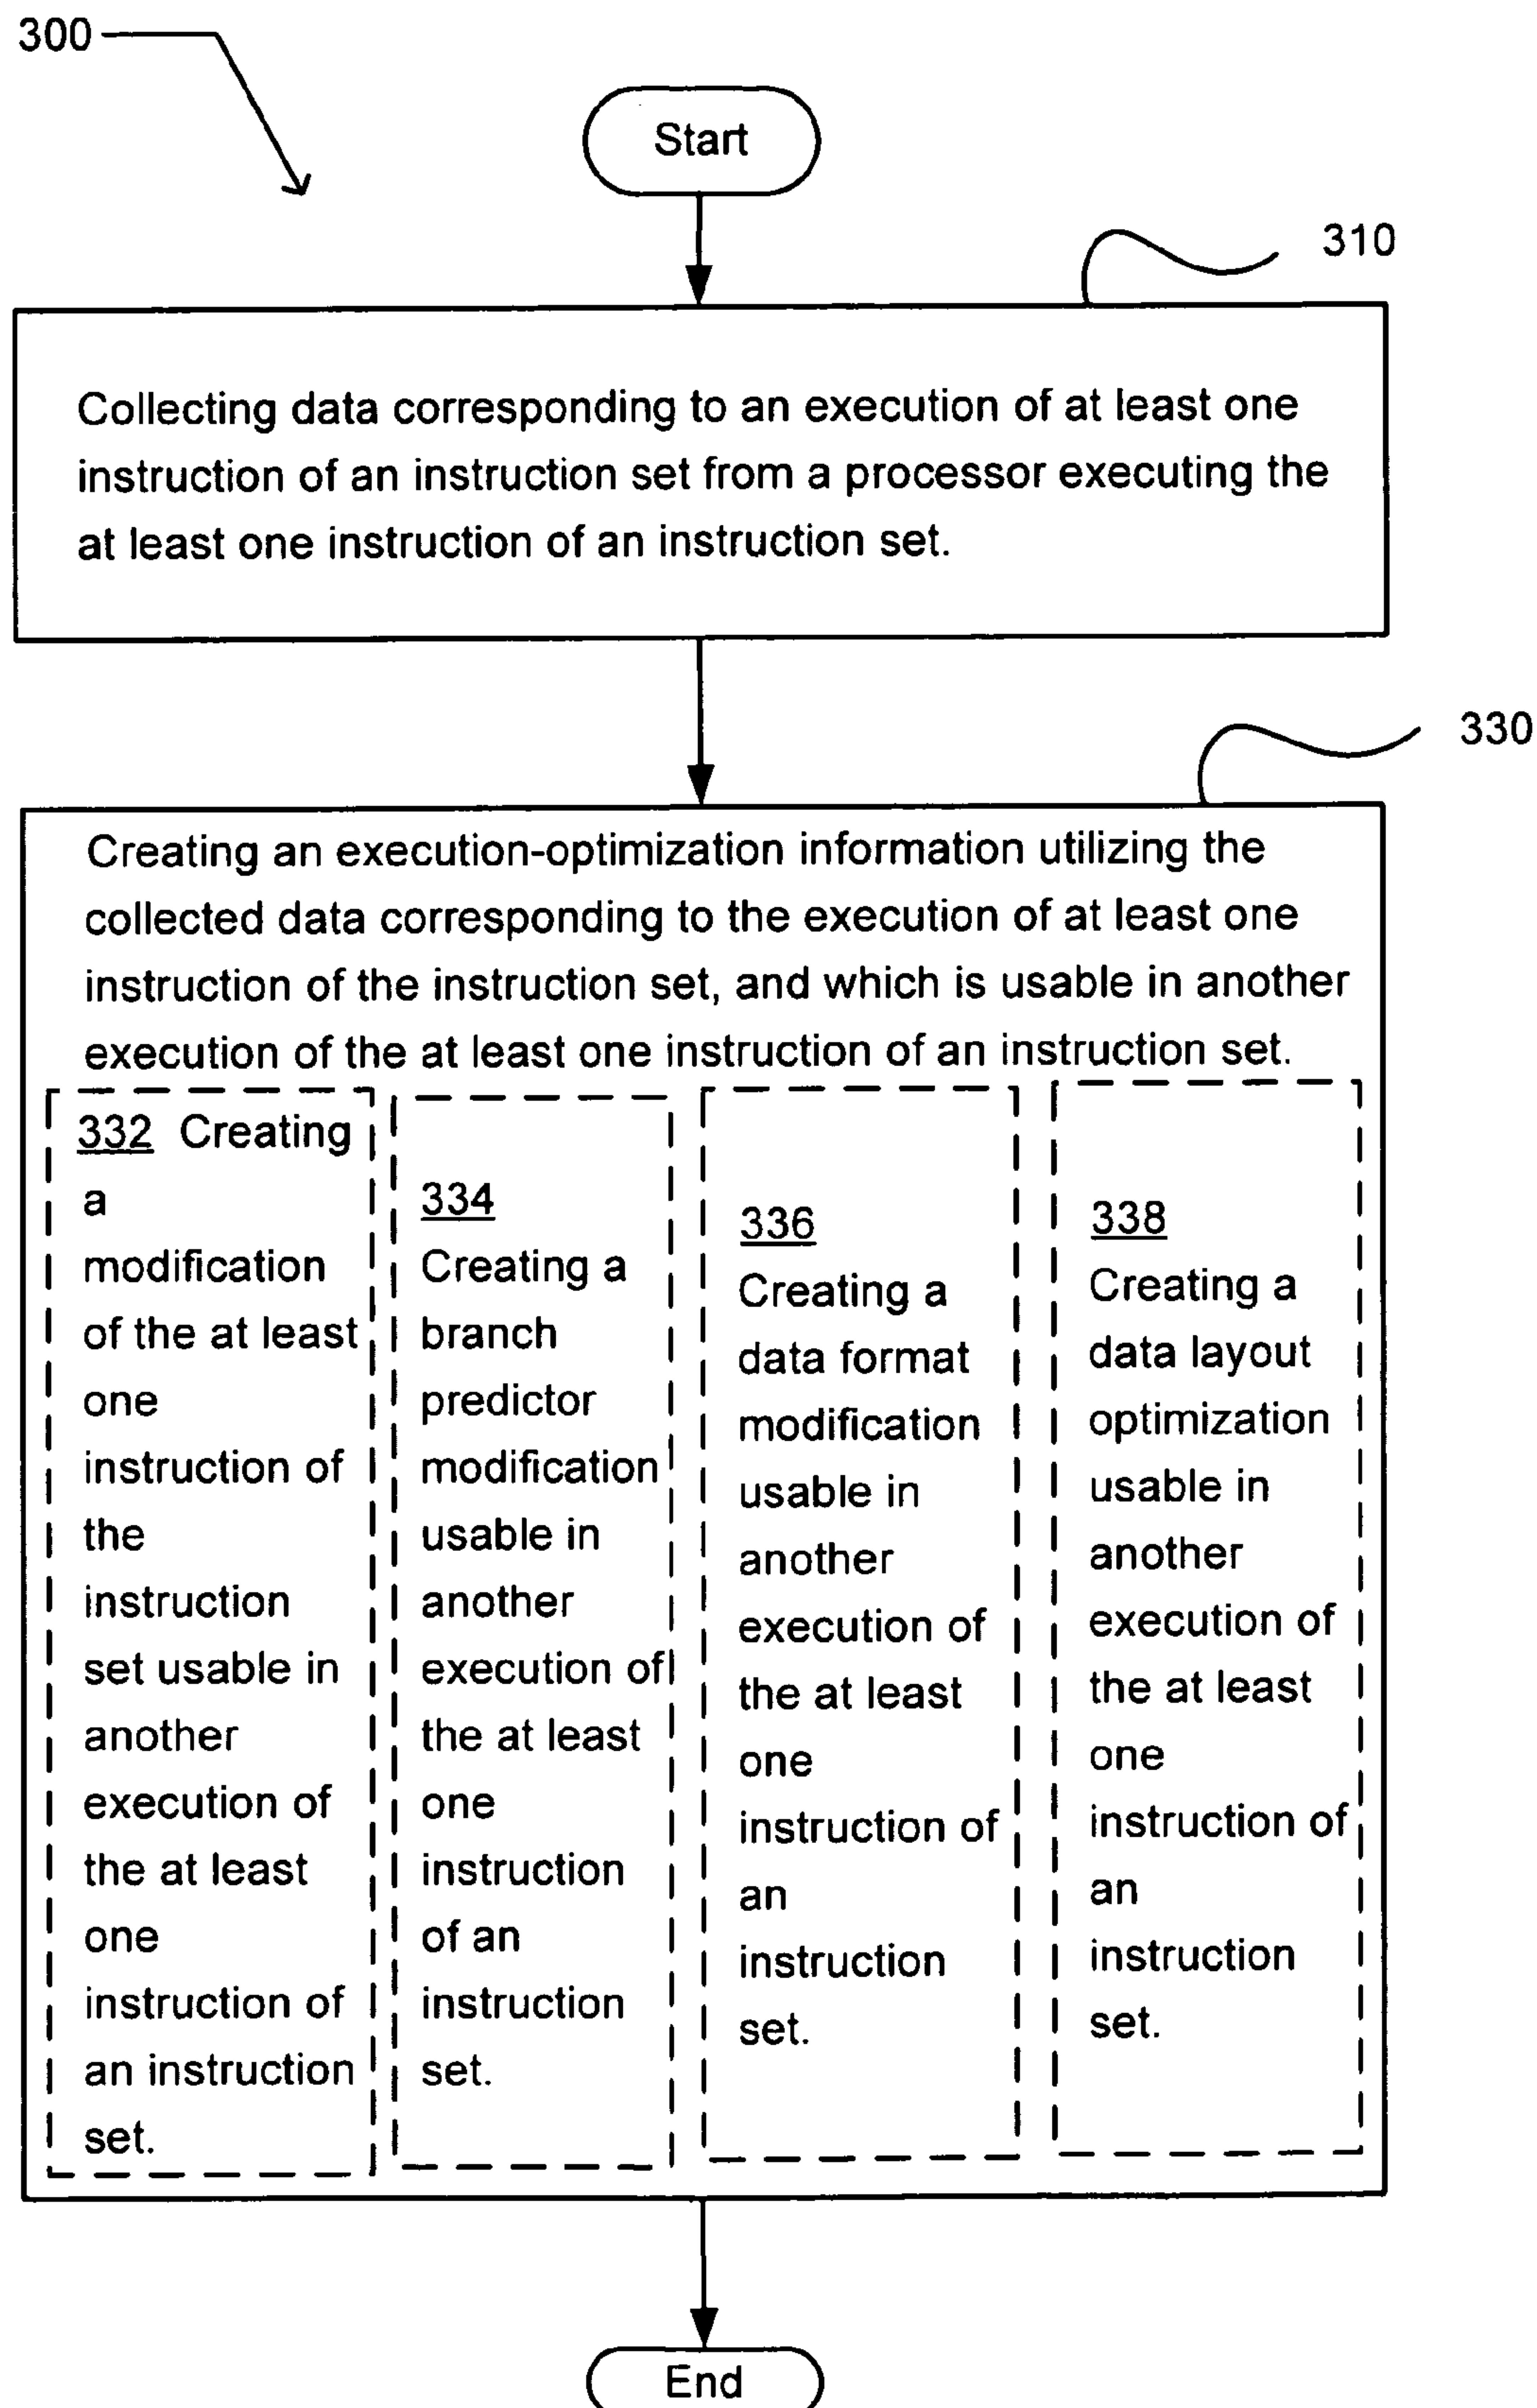 300
Start
310
Collecting data corresponding to an execution of at least one
instruction of an instruction set from a processor executing the
at least one instruction of an instruction set.
330
Creating an execution-optimization information utilizing the
collected data corresponding to the execution of at least one
instruction of the instruction set, and which is usable in another
execution of the at least one instruction of an instruction set.
332 Creating
a
modification
of the at least
one
instruction of
the
instruction
set usable in
another
execution of
the at least
one
instruction of
an instruction
set.
334
Creating a
branch
predictor
modification
usable in
another
execution of
the at least
one
instruction
of an
instruction
set.
336
Creating a
data format
modification
usable in
another
execution of
the at least
one
instruction of
an
instruction
set.
338
Creating a
data layout
optimization
usable in
another
execution of
the at least
one
instruction of
an
instruction
set.
End